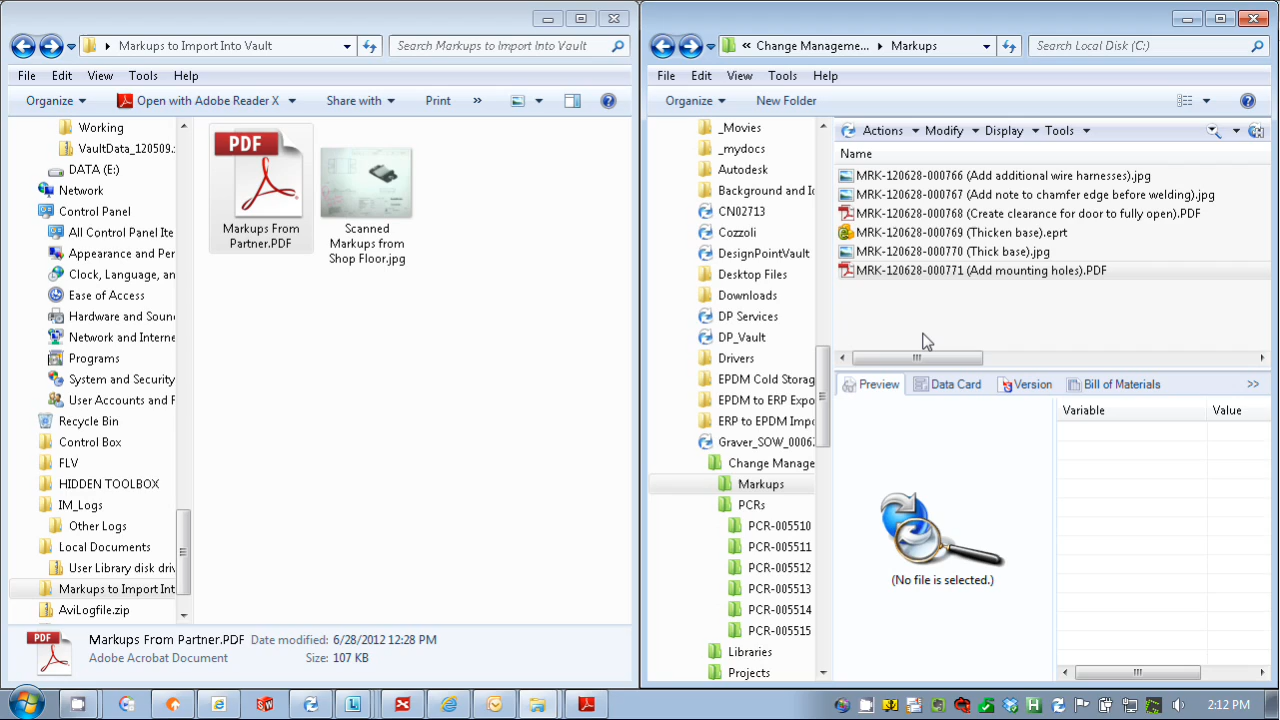 Markups to Import Into Vault
Search Markups to Import Into Vault
File Edit View Tools Help
Organize Open with Adobe Reader X Share with Print »
Working
VaultData_120509.
DATA (E:)
Network
Control Panel
All Control Panel Ite
Appearance and Per
Clock, Language, an
Ease of Access
Hardware and Soun
Network and Interne
Programs
System and Security
User Accounts and F
Recycle Bin
Control Box
FLV
HIDDEN TOOLBOX
IM_Logs
Other Logs
Local Documents
User Library disk driv
Markups to Import Int
AviLogfile.zip
PDF
Markups From
Partner.PDF
Scanned
Markups from
Shop Floor.jpg
PDF
Markups From Partner.PDF Date modified: 6/28/2012 12:28 PM
Adobe Acrobat Document Size: 107 KB
« Change Manageme... Markups
Search Local Disk (C:)
File Edit View Tools Help
Organize New Folder
_Movies
_mydocs
Autodesk
Background and Ic
CN02713
Cozzoli
DesignPointVault
Desktop Files
Downloads
DP Services
DP_Vault
Drivers
EPDM Cold Storag
EPDM to ERP Expo
ERP to EPDM Impo
Graver_SOW_00062
Change Manage
Markups
PCRs
PCR-005510
PCR-005511
PCR-005512
PCR-005513
PCR-005514
PCR-005515
Libraries
Projects
Actions Modify Display Tools
Name
MRK-120628-000766 (Add additional wire harnesses).jpg
MRK-120628-000767 (Add note to chamfer edge before welding).jpg
MRK-120628-000768 (Create clearance for door to fully open).PDF
MRK-120628-000769 (Thicken base).eprt
MRK-120628-000770 (Thick base).jpg
MRK-120628-000771 (Add mounting holes).PDF
Preview Data Card Version Bill of Materials »
Variable Value
(No file is selected.)
2:12 PM